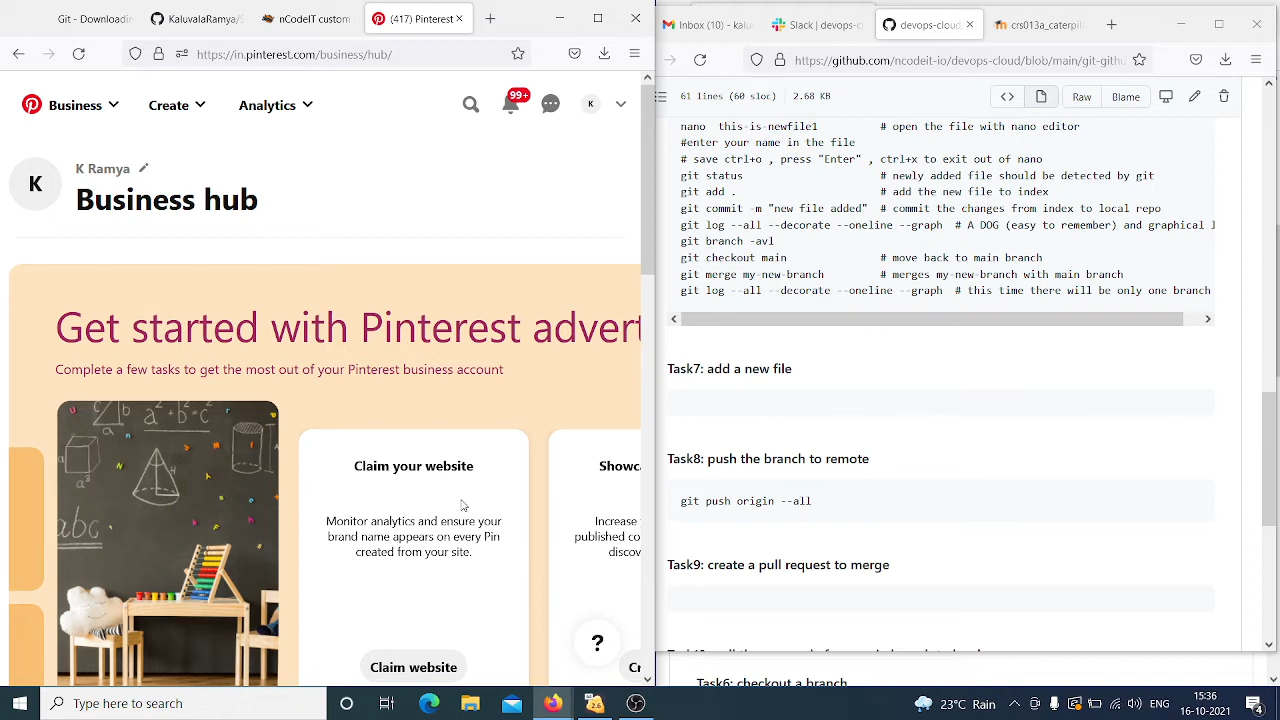 Git - Downloadin
KaluvalaRamya/S
nCodeIT custom
(417) Pinterest
https://in.pinterest.com/business/hub/
Business
Create
Analytics
99+
K
K
K Ramya
Business hub
Get started with Pinterest advert
Complete a few tasks to get the most out of your Pinterest business account
Claim your website
Monitor analytics and ensure your
brand name appears on every Pin
created from your site.
Claim website
Showca
Increase
published co
disco
Cr
?
Inbox (10) - kalu
Slack | devops-c
devops-cloud,
crs013a_caterpil
https://github.com/ncodeit-io/devops-cloud/blob/main/git-githu
61 lines (60 sloc)
2.68 KB
Raw
Blame
nano this-is-newfile1 # open the file with nano editor
#enter your name in the file
# save ctrl+o , press "Enter" , ctrl+x to exit out of nano
git status # newly added file should be detected by git
git add . # add the new file to index
git commit -m "new file added" # commit the changes from index to local repo
git log --all --decorate --oneline --graph # A DOG (easy to remember) and graphical l
git branch -avl
git checkout main # move back to main branch
git merge my-new-branch # merges my-new-branch with main branch
git log --all --decorate --oneline --graph # this time there will be only one branch
Task7: add a new file
Task8: push the branch to remote
git push origin --all
Task9: create a pull request to merge
Task6: checkout a branch
Type here to search
2.6
23°C Rain
ENG
15:36
16-10-2021